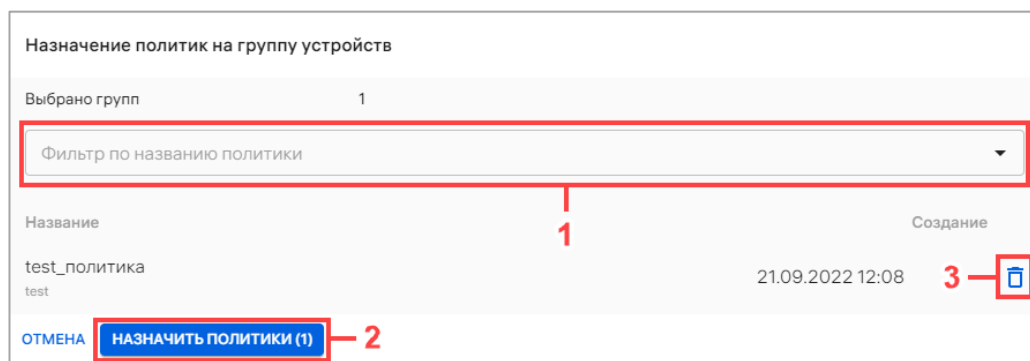 Назначение политик на группу устройств
Выбрано групп 1
Фильтр по названию политики
1
Название Создание
test_политика 21.09.2022 12:08 3
test
ОТМЕНА НАЗНАЧИТЬ ПОЛИТИКИ (1) 2